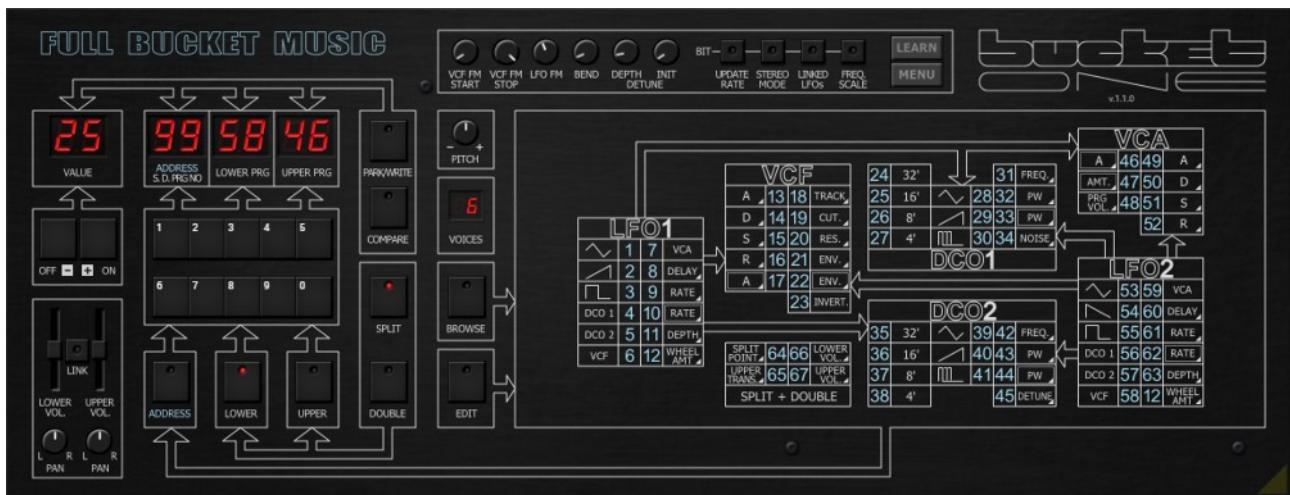 FULL BUCKET MUSIC
VCF FM START
VCF FM STOP
LFO FM
BEND
DEPTH
INIT
DETUNE
BIT
UPDATE RATE
STEREO MODE
LINKED LFOs
FREQ. SCALE
LEARN
MENU
bucket
ONE
v.1.1.0
25
VALUE
99
ADDRESS
S. D. PRG NO
58
LOWER PRG
46
UPPER PRG
PARK/WRITE
COMPARE
- +
PITCH
6
VOICES
OFF - + ON
1 2 3 4 5
6 7 8 9 0
SPLIT
DOUBLE
BROWSE
EDIT
LINK
LOWER VOL.
UPPER VOL.
L R
PAN
L R
PAN
ADDRESS
LOWER
UPPER
LFO1
1 7 VCA
2 8 DELAY
3 9 RATE
DCO 1 4 10 RATE
DCO 2 5 11 DEPTH
VCF 6 12 WHEEL AMT
VCF
A 13 18 TRACK
D 14 19 CUT.
S 15 20 RES.
R 16 21 ENV.
A 17 22 ENV.
23 INVERT.
SPLIT POINT 64 66 LOWER VOL.
UPPER TRANS. 65 67 UPPER VOL.
SPLIT + DOUBLE
24 32' 31 FREQ.
25 16' 28 32 PW
26 8' 29 33 PW
27 4' 30 34 NOISE
DCO1
DCO2
35 32' 39 42 FREQ.
36 16' 40 43 PW
37 8' 41 44 PW
38 4' 45 DETUNE
VCA
A 46 49 A
AMT. 47 50 D
PRG VOL. 48 51 S
52 R
LFO2
53 59 VCA
54 60 DELAY
55 61 RATE
DCO 1 56 62 RATE
DCO 2 57 63 DEPTH
VCF 58 12 WHEEL AMT